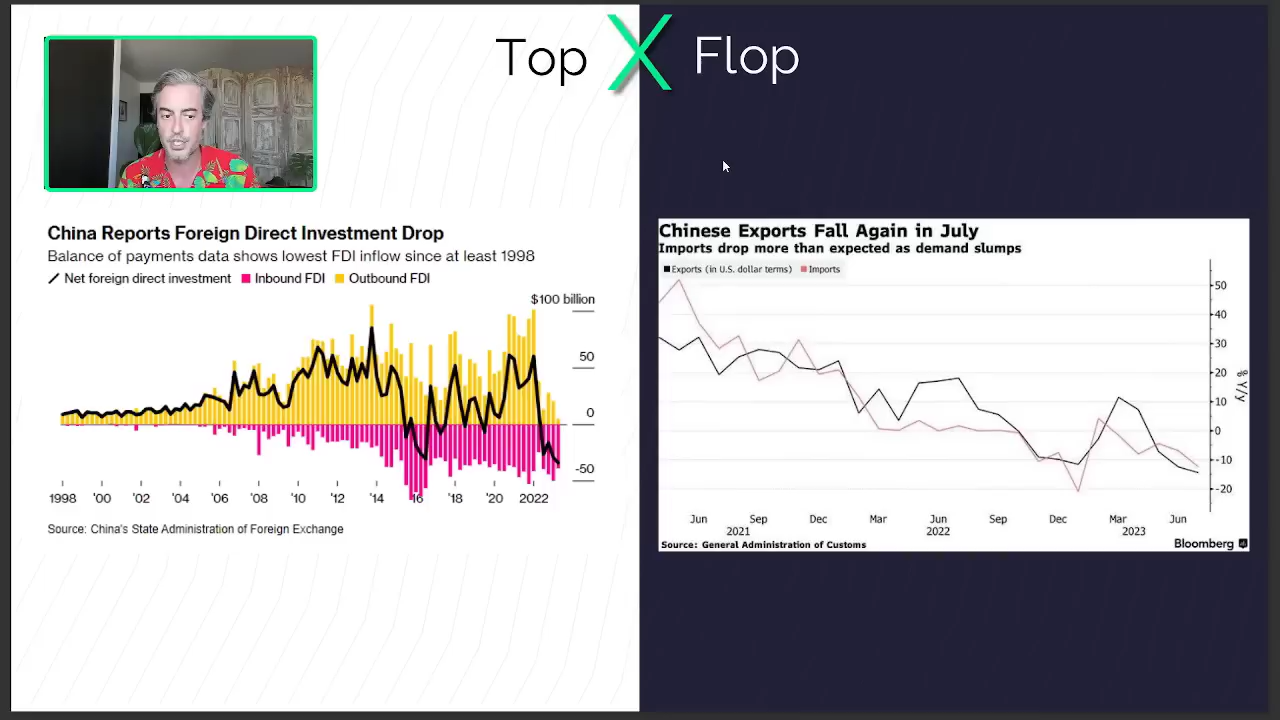 Top X Flop
China Reports Foreign Direct Investment Drop
Balance of payments data shows lowest FDI inflow since at least 1998
Net foreign direct investment Inbound FDI Outbound FDI
$100 billion
50
0
-50
1998 '00 '02 '04 '06 '08 '10 '12 '14 '16 '18 '20 2022
Source: China's State Administration of Foreign Exchange
Chinese Exports Fall Again in July
Imports drop more than expected as demand slumps
Exports (in U.S. dollar terms) Imports
50
40
30
20
10
0
-10
-20
% Y/y
Jun Sep Dec Mar Jun Sep Dec Mar Jun
2021 2022 2023
Source: General Administration of Customs Bloomberg